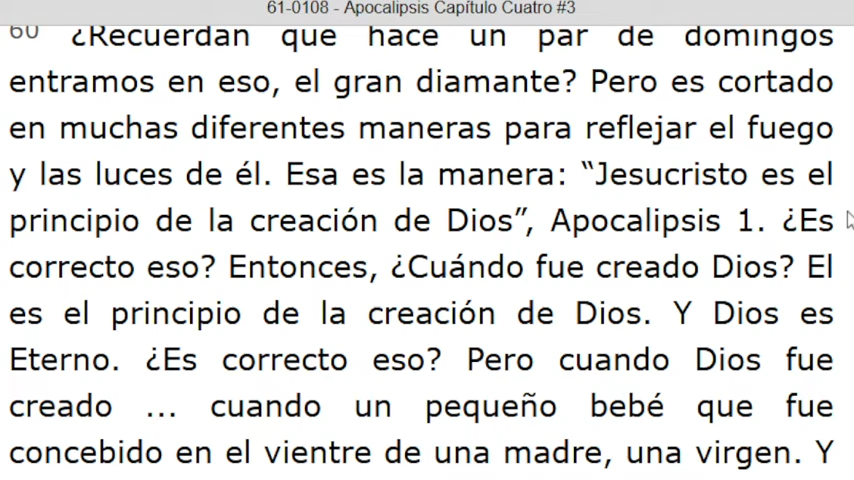 61-0108 - Apocalipsis Capítulo Cuatro #3
60 ¿Recuerdan que hace un par de domingos
entramos en eso, el gran diamante? Pero es cortado
en muchas diferentes maneras para reflejar el fuego
y las luces de él. Esa es la manera: “Jesucristo es el
principio de la creación de Dios”, Apocalipsis 1. ¿Es
correcto eso? Entonces, ¿Cuándo fue creado Dios? El
es el principio de la creación de Dios. Y Dios es
Eterno. ¿Es correcto eso? Pero cuando Dios fue
creado ... cuando un pequeño bebé que fue
concebido en el vientre de una madre, una virgen. Y